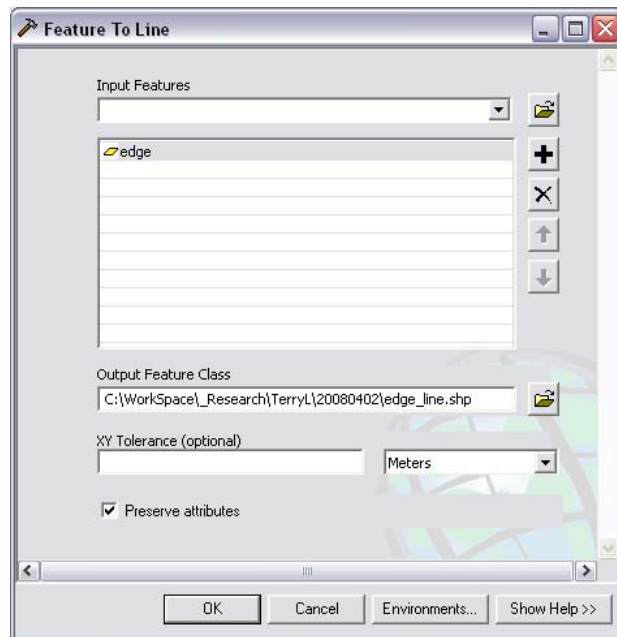 Feature To Line
Input Features
edge
Output Feature Class
C:\WorkSpace\_Research\TerryL\20080402\edge_line.shp
XY Tolerance (optional)
Meters
Preserve attributes
OK Cancel Environments... Show Help >>